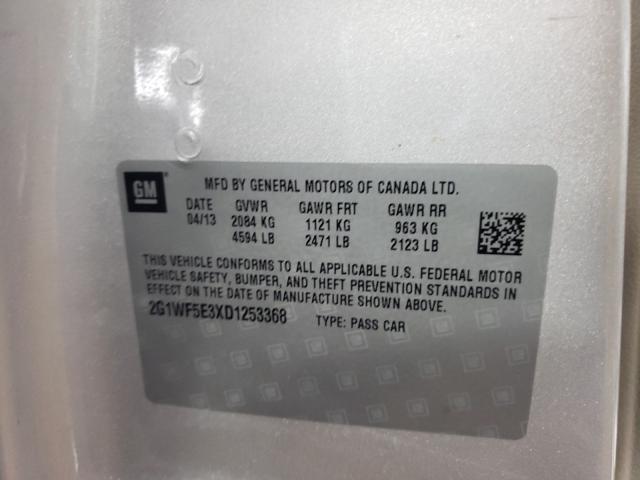 GM
MFD BY GENERAL MOTORS OF CANADA LTD.
DATE GVWR GAWR FRT GAWR RR
04/13 2084 KG 1121 KG 963 KG
4594 LB 2471 LB 2123 LB
THIS VEHICLE CONFORMS TO ALL APPLICABLE U.S. FEDERAL MOTOR
VEHICLE SAFETY, BUMPER, AND THEFT PREVENTION STANDARDS IN
EFFECT ON THE DATE OF MANUFACTURE SHOWN ABOVE.
2G1WF5E3XD1253368 TYPE: PASS CAR